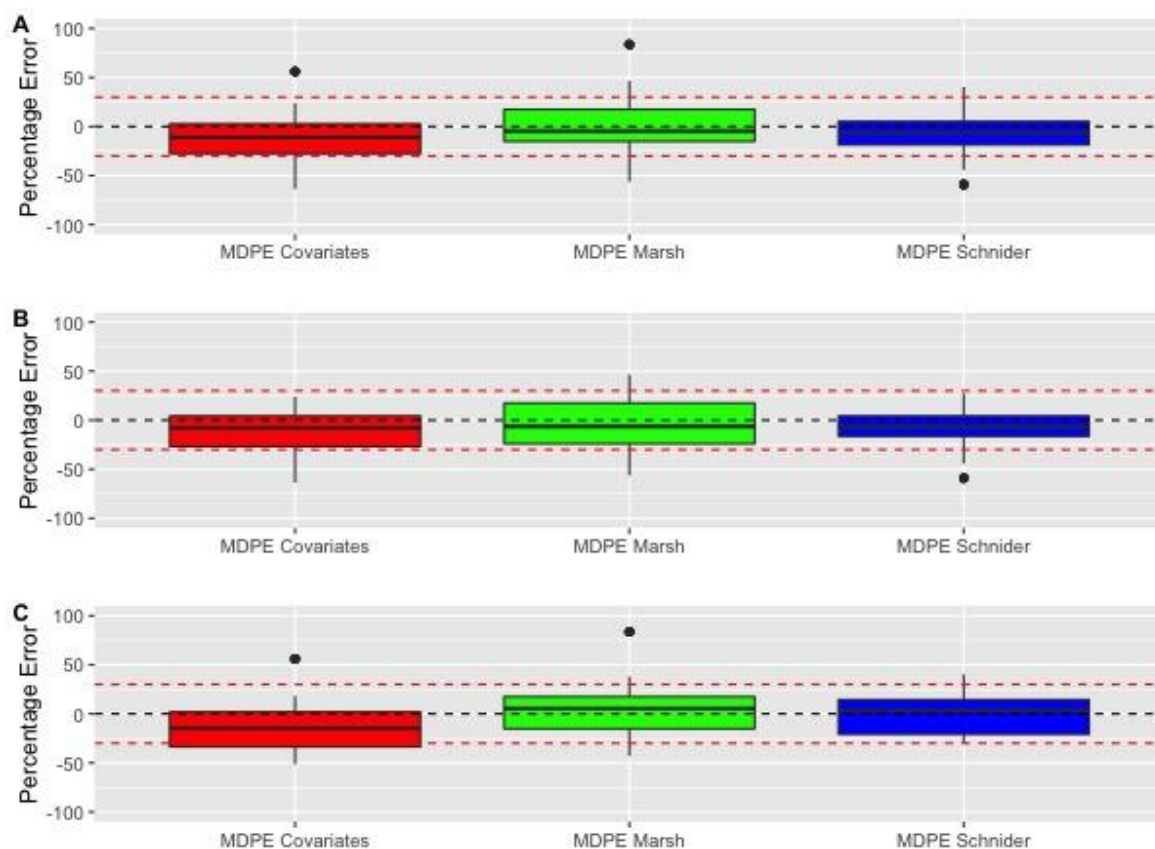 A
Percentage Error
100
50
0
-50
-100
MDPE Covariates MDPE Marsh MDPE Schnider
B
Percentage Error
100
50
0
-50
-100
MDPE Covariates MDPE Marsh MDPE Schnider
C
Percentage Error
100
50
0
-50
-100
MDPE Covariates MDPE Marsh MDPE Schnider